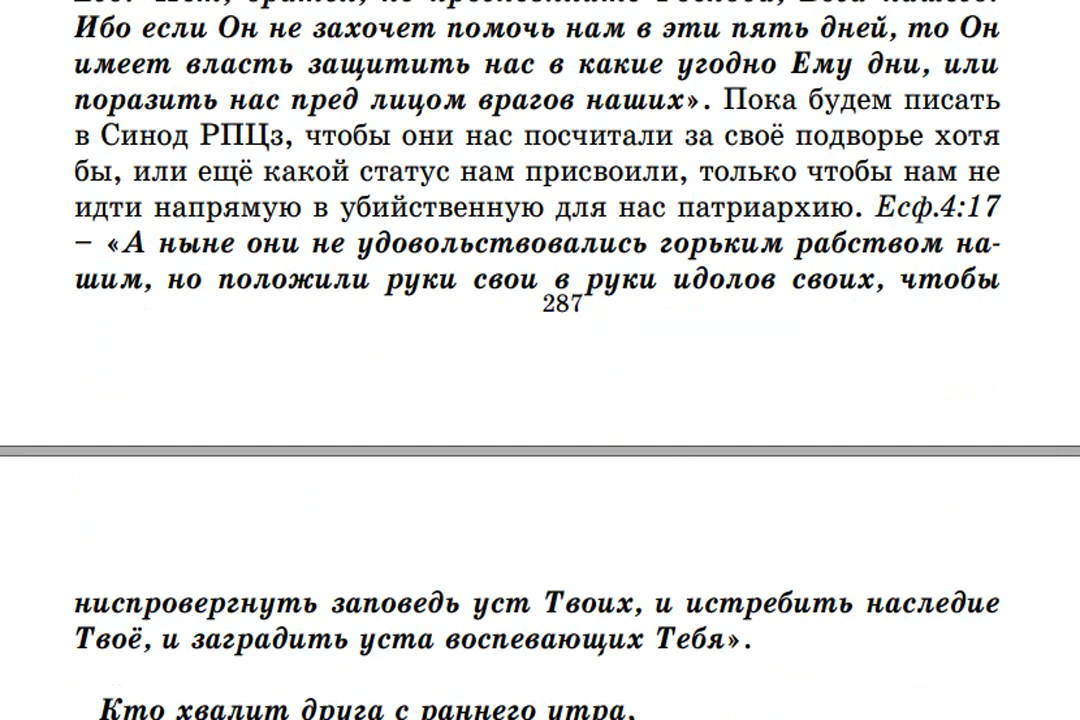 Ибо если Он не захочет помочь нам в эти пять дней, то Он
имеет власть защитить нас в какие угодно Ему дни, или
поразить нас пред лицом врагов наших». Пока будем писать
в Синод РПЦз, чтобы они нас посчитали за своё подворье хотя
бы, или ещё какой статус нам присвоили, только чтобы нам не
идти напрямую в убийственную для нас патриархию. Есф.4:17
– «А ныне они не удовольствовались горьким рабством на-
шим, но положили руки свои в руки идолов своих, чтобы
287
ниспровергнуть заповедь уст Твоих, и истребить наследие
Твоё, и заградить уста воспевающих Тебя».
Кто хвалит друга с раннего утра,